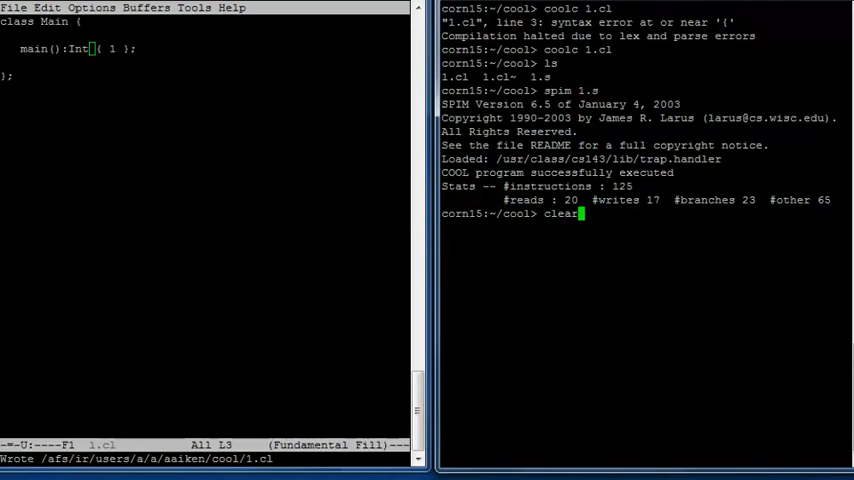 File Edit Options Buffers Tools Help
class Main {
main():Int { 1 };
};
-=-U:----F1 1.cl All L3 (Fundamental Fill)---
Wrote /afs/ir/users/a/a/aaiken/cool/1.cl
corn15:~/cool> coolc 1.cl
"1.cl", line 3: syntax error at or near '{'
Compilation halted due to lex and parse errors
corn15:~/cool> coolc 1.cl
corn15:~/cool> ls
1.cl 1.cl~ 1.s
corn15:~/cool> spim 1.s
SPIM Version 6.5 of January 4, 2003
Copyright 1990-2003 by James R. Larus (larus@cs.wisc.edu).
All Rights Reserved.
See the file README for a full copyright notice.
Loaded: /usr/class/cs143/lib/trap.handler
COOL program successfully executed
Stats -- #instructions : 125
#reads : 20 #writes 17 #branches 23 #other 65
corn15:~/cool> clear